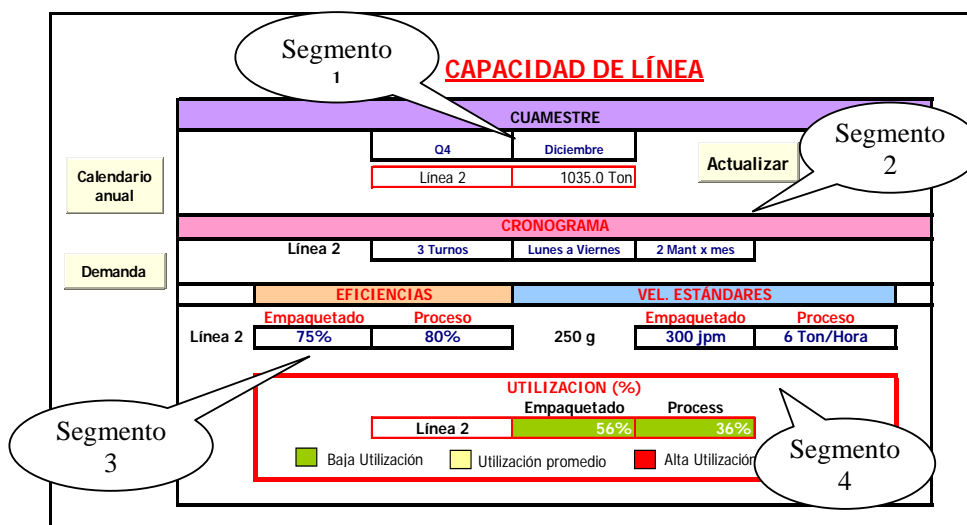 Segmento
1
CAPACIDAD DE LÍNEA
CUAMESTRE
Segmento
2
Q4 Diciembre
Actualizar
Calendario
anual
Línea 2 1035.0 Ton
CRONOGRAMA
Línea 2 3 Turnos Lunes a Viernes 2 Mant x mes
Demanda
EFICIENCIAS VEL. ESTÁNDARES
Empaquetado Proceso Empaquetado Proceso
Línea 2 75% 80% 250 g 300 jpm 6 Ton/Hora
UTILIZACION (%)
Empaquetado Process
Línea 2 56% 36%
Segmento
3
Baja Utilización Utilización promedio Alta Utilización
Segmento
4